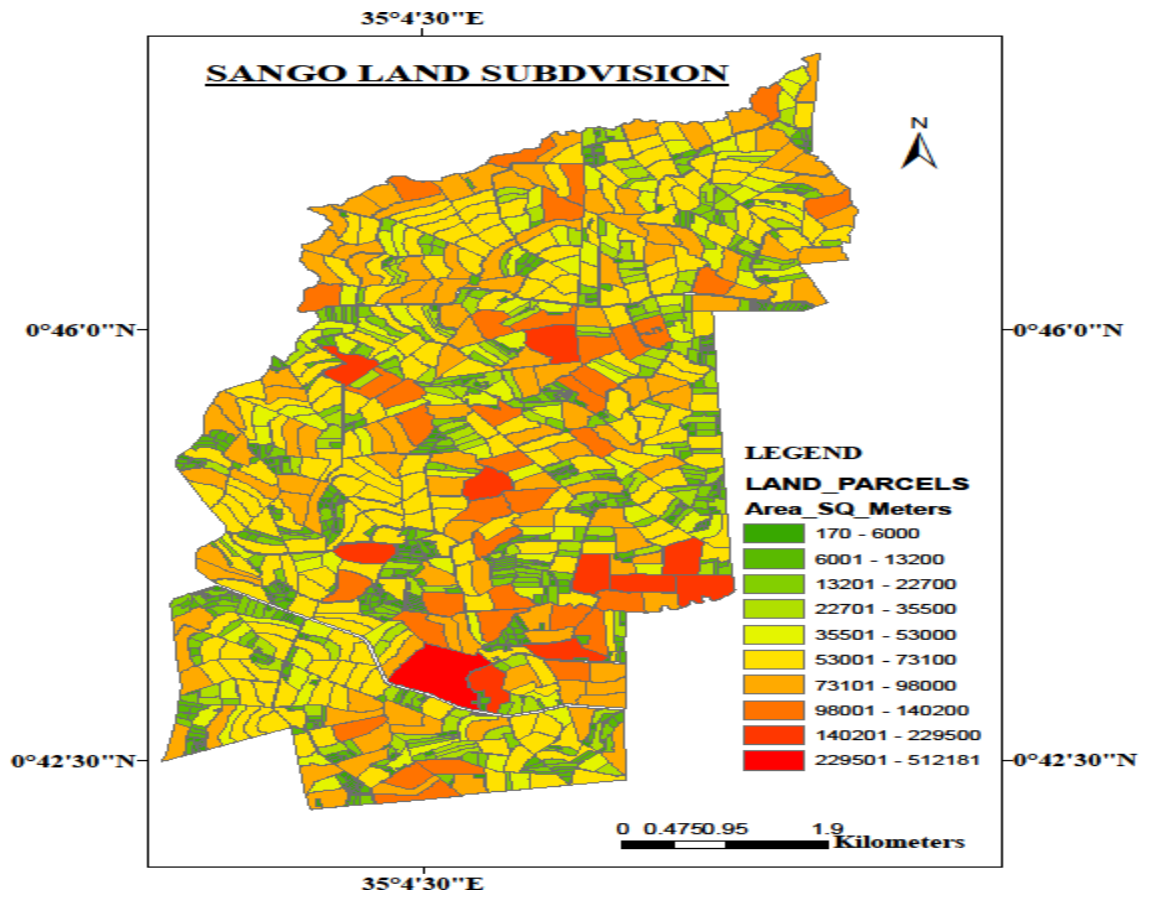 35°4'30"E
SANGO LAND SUBDVISION
N
0°46'0"N
0°46'0"N
LEGEND
LAND_PARCELS
Area_SQ_Meters
170 - 6000
6001 - 13200
13201 - 22700
22701 - 35500
35501 - 53000
53001 - 73100
73101 - 98000
98001 - 140200
140201 - 229500
229501 - 512181
0°42'30"N
0°42'30"N
0 0.475 0.95 1.9
Kilometers
35°4'30"E